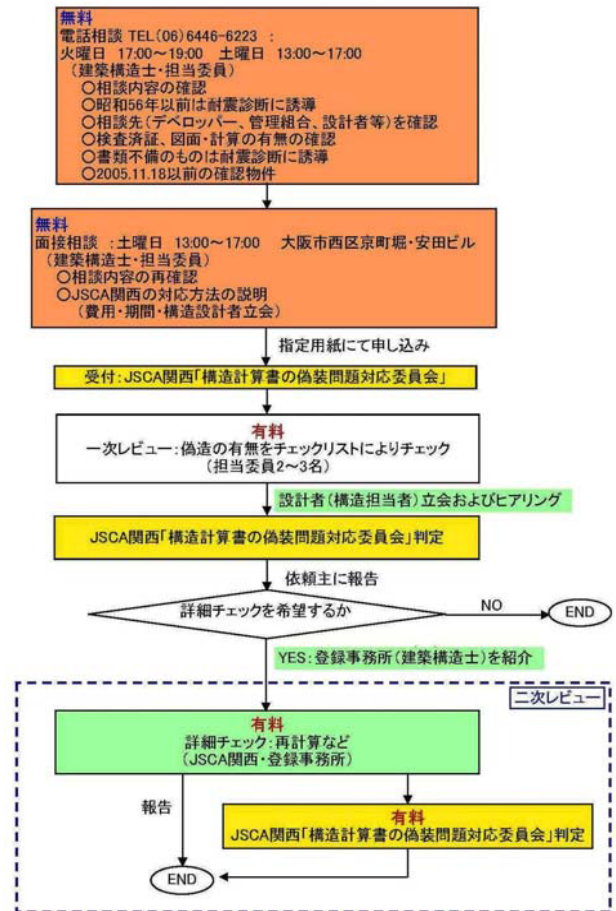 無料
電話相談 TEL(06)6446-6223 :
火曜日 17:00～19:00 土曜日 13:00～17:00
(建築構造士・担当委員)
○相談内容の確認
○昭和56年以前は耐震診断に誘導
○相談先(デベロッパー、管理組合、設計者等)を確認
○検査済証、図面・計算の有無の確認
○書類不備のものは耐震診断に誘導
○2005.11.18以前の確認物件
無料
面接相談 :土曜日 13:00～17:00 大阪市西区京町堀・安田ビル
(建築構造士・担当委員)
○相談内容の再確認
○JSCA関西の対応方法の説明
(費用・期間・構造設計者立会)
指定用紙にて申し込み
受付:JSCA関西「構造計算書の偽装問題対応委員会」
有料
一次レビュー:偽造の有無をチェックリストによりチェック
(担当委員2～3名)
設計者(構造担当者)立会およびヒアリング
JSCA関西「構造計算書の偽装問題対応委員会」判定
依頼主に報告
詳細チェックを希望するか
NO
END
YES:登録事務所(建築構造士)を紹介
二次レビュー
有料
詳細チェック:再計算など
(JSCA関西・登録事務所)
報告
有料
JSCA関西「構造計算書の偽装問題対応委員会」判定
END